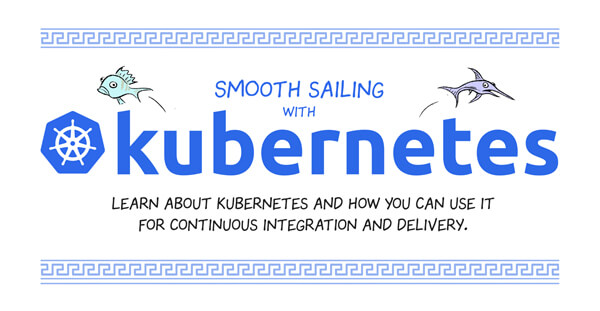 SMOOTH SAILING
WITH
kubernetes
LEARN ABOUT KUBERNETES AND HOW YOU CAN USE IT
FOR CONTINUOUS INTEGRATION AND DELIVERY.